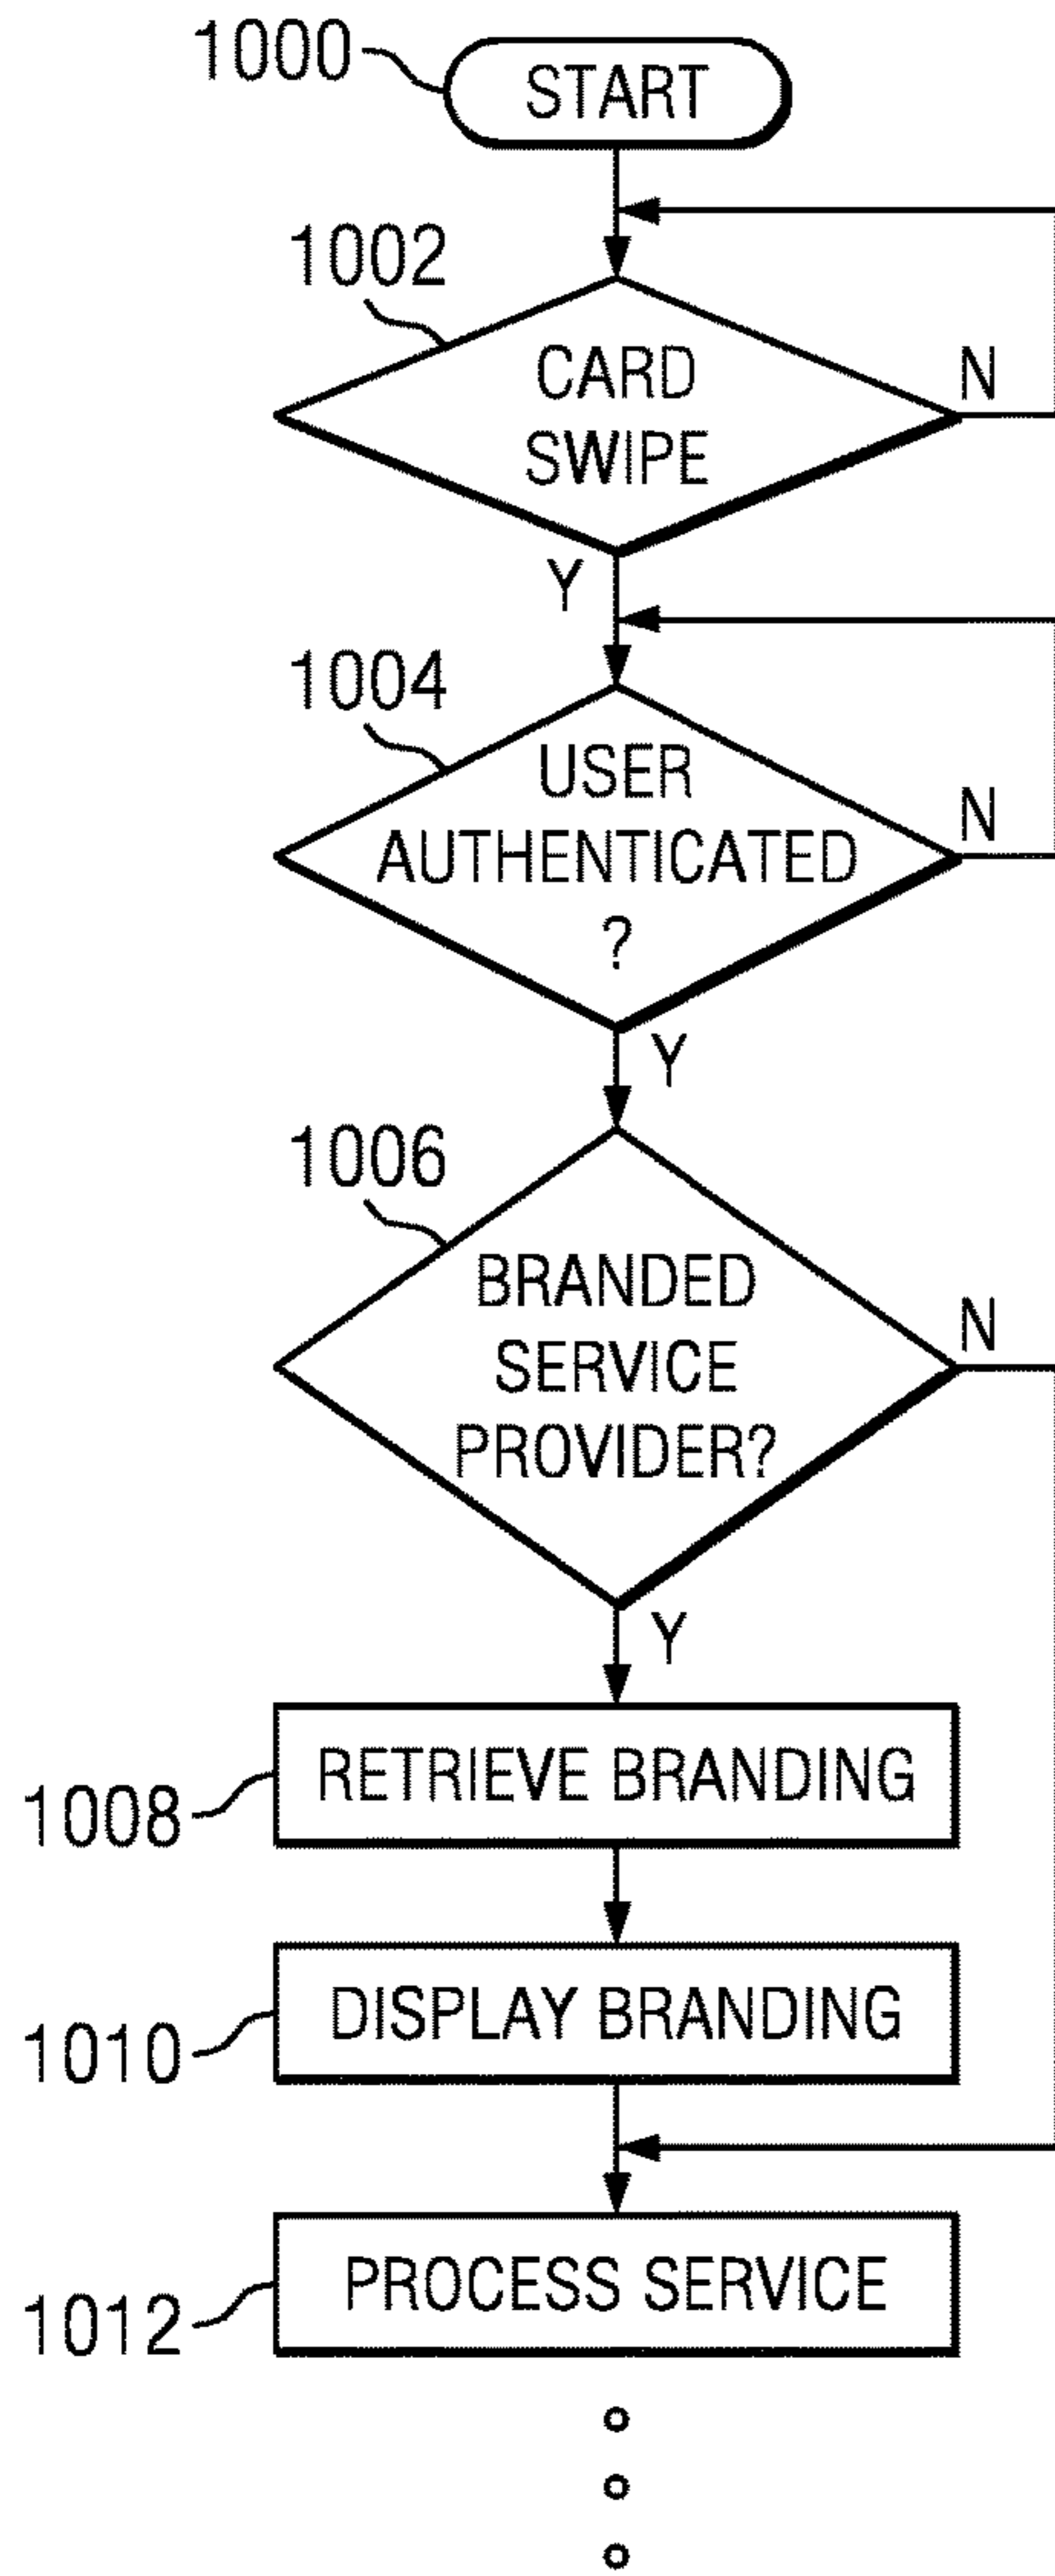 1000
START
1002
CARD
SWIPE
N
Y
1004
USER
AUTHENTICATED
?
N
Y
1006
BRANDED
SERVICE
PROVIDER?
N
Y
1008
RETRIEVE BRANDING
1010
DISPLAY BRANDING
1012
PROCESS SERVICE